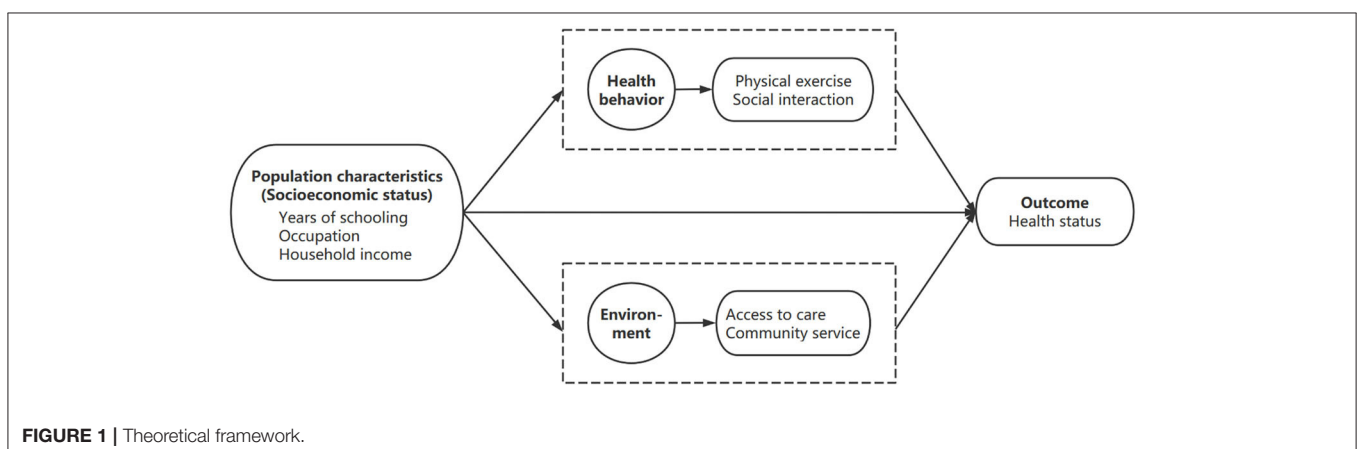 Population characteristics
(Socioeconomic status)
Years of schooling
Occupation
Household income
Health
behavior
Physical exercise
Social interaction
Environ-
ment
Access to care
Community service
Outcome
Health status
FIGURE 1 | Theoretical framework.